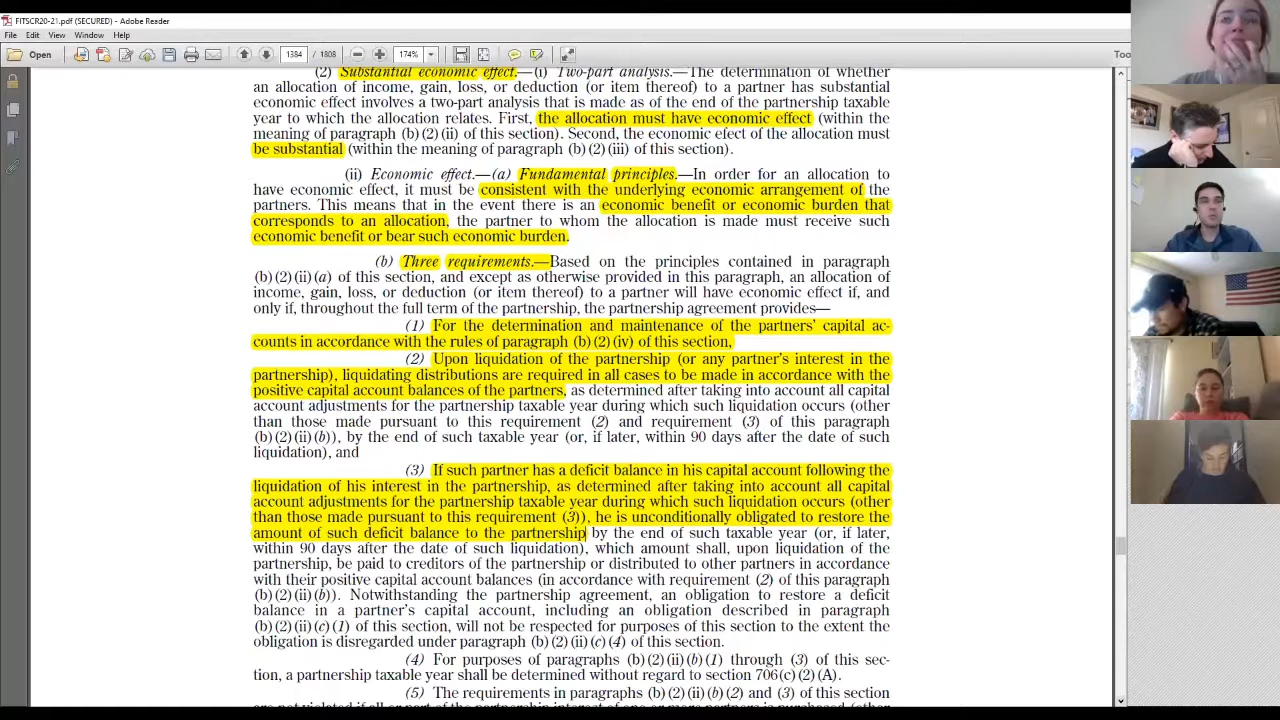 FITSCR20-21.pdf (SECURED) - Adobe Reader
File Edit View Window Help
Open 1384 / 1808 174% Too
(2) Substantial economic effect.—(i) Two-part analysis.—The determination of whether
an allocation of income, gain, loss, or deduction (or item thereof) to a partner has substantial
economic effect involves a two-part analysis that is made as of the end of the partnership taxable
year to which the allocation relates. First, the allocation must have economic effect (within the
meaning of paragraph (b)(2)(ii) of this section). Second, the economic efect of the allocation must
be substantial (within the meaning of paragraph (b)(2)(iii) of this section).
(ii) Economic effect.—(a) Fundamental principles.—In order for an allocation to
have economic effect, it must be consistent with the underlying economic arrangement of the
partners. This means that in the event there is an economic benefit or economic burden that
corresponds to an allocation, the partner to whom the allocation is made must receive such
economic benefit or bear such economic burden.
(b) Three requirements.—Based on the principles contained in paragraph
(b)(2)(ii)(a) of this section, and except as otherwise provided in this paragraph, an allocation of
income, gain, loss, or deduction (or item thereof) to a partner will have economic effect if, and
only if, throughout the full term of the partnership, the partnership agreement provides—
(1) For the determination and maintenance of the partners' capital ac-
counts in accordance with the rules of paragraph (b)(2)(iv) of this section,
(2) Upon liquidation of the partnership (or any partner's interest in the
partnership), liquidating distributions are required in all cases to be made in accordance with the
positive capital account balances of the partners, as determined after taking into account all capital
account adjustments for the partnership taxable year during which such liquidation occurs (other
than those made pursuant to this requirement (2) and requirement (3) of this paragraph
(b)(2)(ii)(b)), by the end of such taxable year (or, if later, within 90 days after the date of such
liquidation), and
(3) If such partner has a deficit balance in his capital account following the
liquidation of his interest in the partnership, as determined after taking into account all capital
account adjustments for the partnership taxable year during which such liquidation occurs (other
than those made pursuant to this requirement (3)), he is unconditionally obligated to restore the
amount of such deficit balance to the partnership by the end of such taxable year (or, if later,
within 90 days after the date of such liquidation), which amount shall, upon liquidation of the
partnership, be paid to creditors of the partnership or distributed to other partners in accordance
with their positive capital account balances (in accordance with requirement (2) of this paragraph
(b)(2)(ii)(b)). Notwithstanding the partnership agreement, an obligation to restore a deficit
balance in a partner's capital account, including an obligation described in paragraph
(b)(2)(ii)(c)(1) of this section, will not be respected for purposes of this section to the extent the
obligation is disregarded under paragraph (b)(2)(ii)(c)(4) of this section.
(4) For purposes of paragraphs (b)(2)(ii)(b)(1) through (3) of this sec-
tion, a partnership taxable year shall be determined without regard to section 706(c)(2)(A).
(5) The requirements in paragraphs (b)(2)(ii)(b)(2) and (3) of this section
are not violated if all or part of the partnership interest of one or more partners is purchased (other